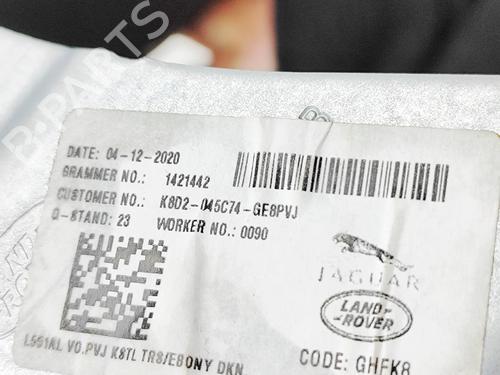 DATE: 04-12-2020
GRAMMER NO.: 1421442
CUSTOMER NO.: K8D2-045C74-GE8PVJ
Q-STAND: 23 WORKER NO.: 0090
JAGUAR
LAND-
-ROVER
L551AL VO.PVJ K8TL TRS/EBONY DKN
CODE: GHFK8
B-PARTS